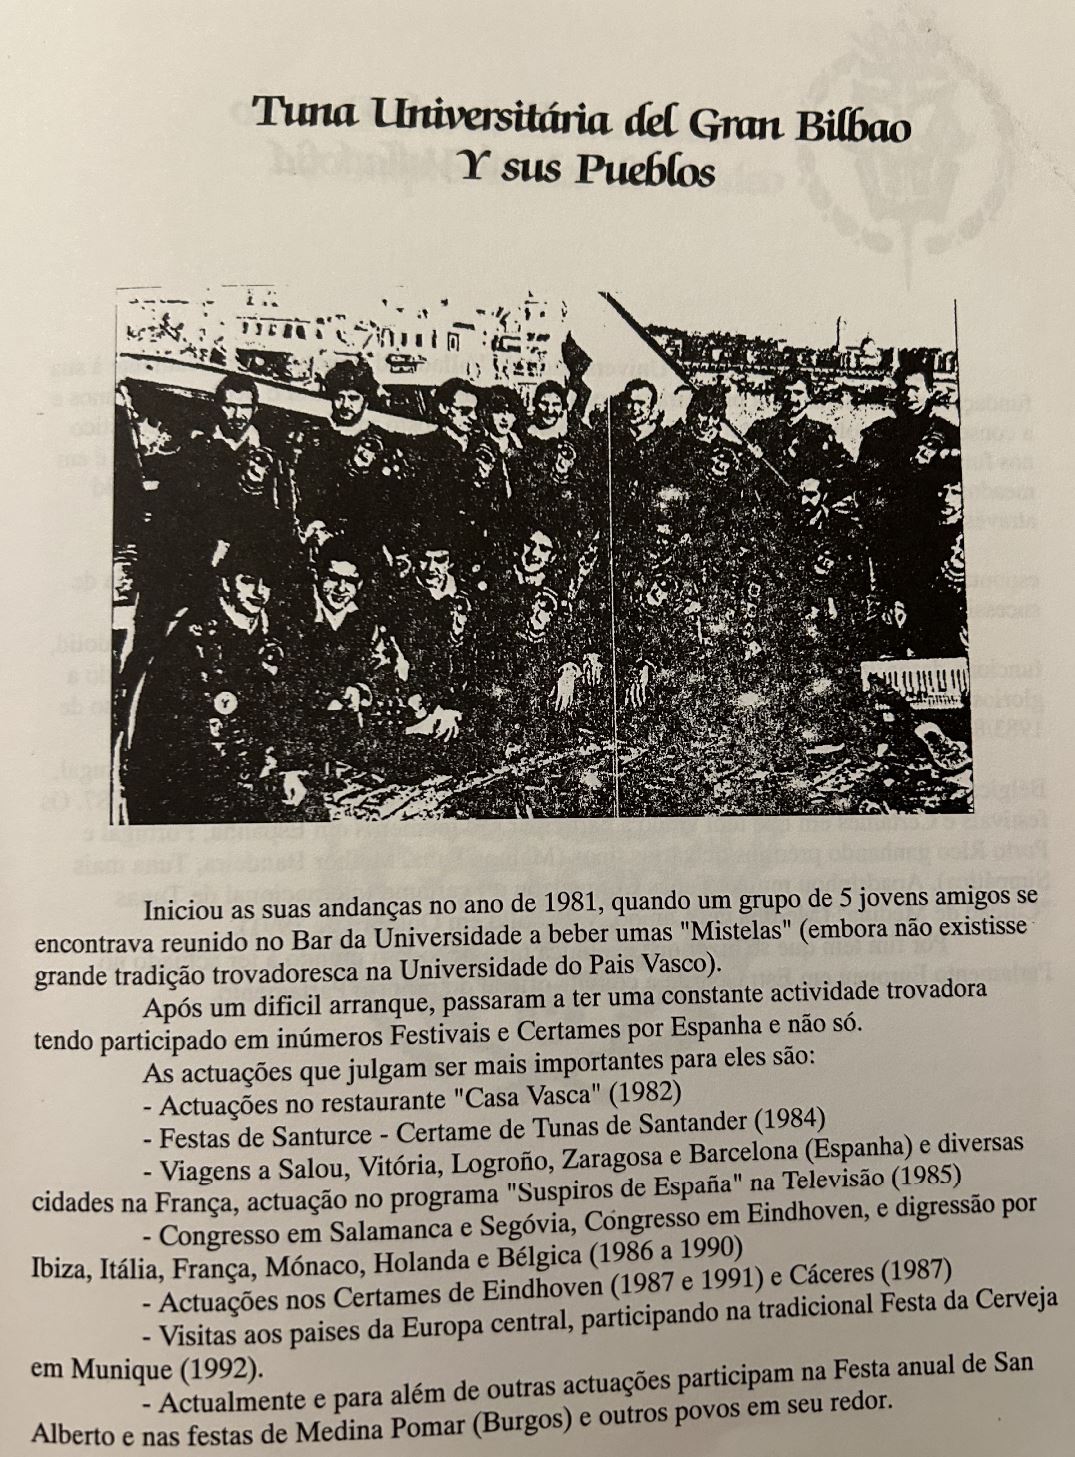 Tuna Universitária del Gran Bilbao
Y sus Pueblos
Iniciou as suas andanças no ano de 1981, quando um grupo de 5 jovens amigos se
encontrava reunido no Bar da Universidade a beber umas "Mistelas" (embora não existisse
grande tradição trovadoresca na Universidade do Pais Vasco).
Após um dificil arranque, passaram a ter uma constante actividade trovadora
tendo participado em inúmeros Festivais e Certames por Espanha e não só.
As actuações que julgam ser mais importantes para eles são:
- Actuações no restaurante "Casa Vasca" (1982)
- Festas de Santurce - Certame de Tunas de Santander (1984)
- Viagens a Salou, Vitória, Logroño, Zaragosa e Barcelona (Espanha) e diversas
cidades na França, actuação no programa "Suspiros de España" na Televisão (1985)
- Congresso em Salamanca e Segóvia, Congresso em Eindhoven, e digressão por
Ibiza, Itália, França, Mónaco, Holanda e Bélgica (1986 a 1990)
- Actuações nos Certames de Eindhoven (1987 e 1991) e Cáceres (1987)
- Visitas aos paises da Europa central, participando na tradicional Festa da Cerveja
em Munique (1992).
- Actualmente e para além de outras actuações participam na Festa anual de San
Alberto e nas festas de Medina Pomar (Burgos) e outros povos em seu redor.